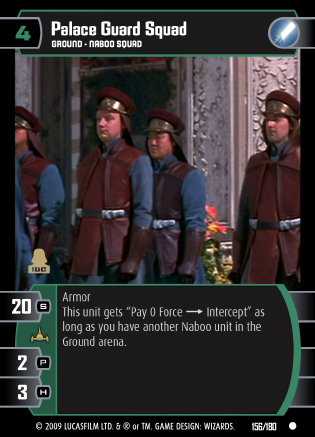 4
Palace Guard Squad
GROUND - NABOO SQUAD
IDC
20 S
Armor
This unit gets “Pay 0 Force → Intercept” as
long as you have another Naboo unit in the
Ground arena.
2 P
3 H
© 2009 LUCASFILM LTD. & ® or TM. GAME DESIGN: WIZARDS. 156/180